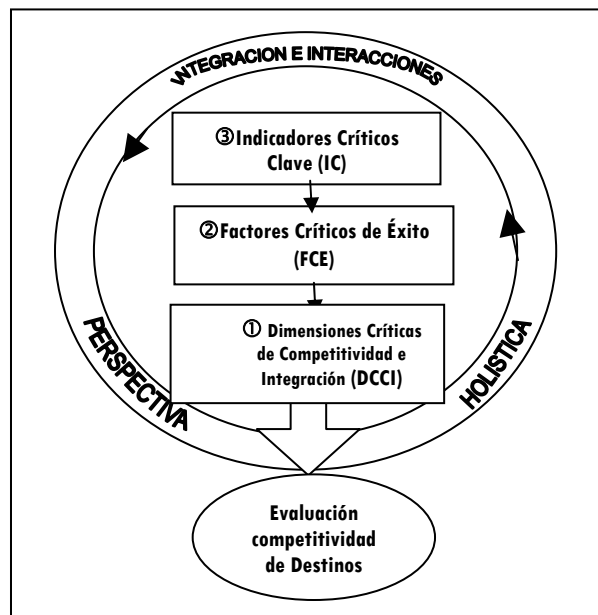 INTEGRACION E INTERACCIONES
③Indicadores Críticos
Clave (IC)
②Factores Críticos de Éxito
(FCE)
① Dimensiones Críticas
de Competitividad e
Integración (DCCI)
PERSPECTIVA
HOLISTICA
Evaluación
competitividad
de Destinos